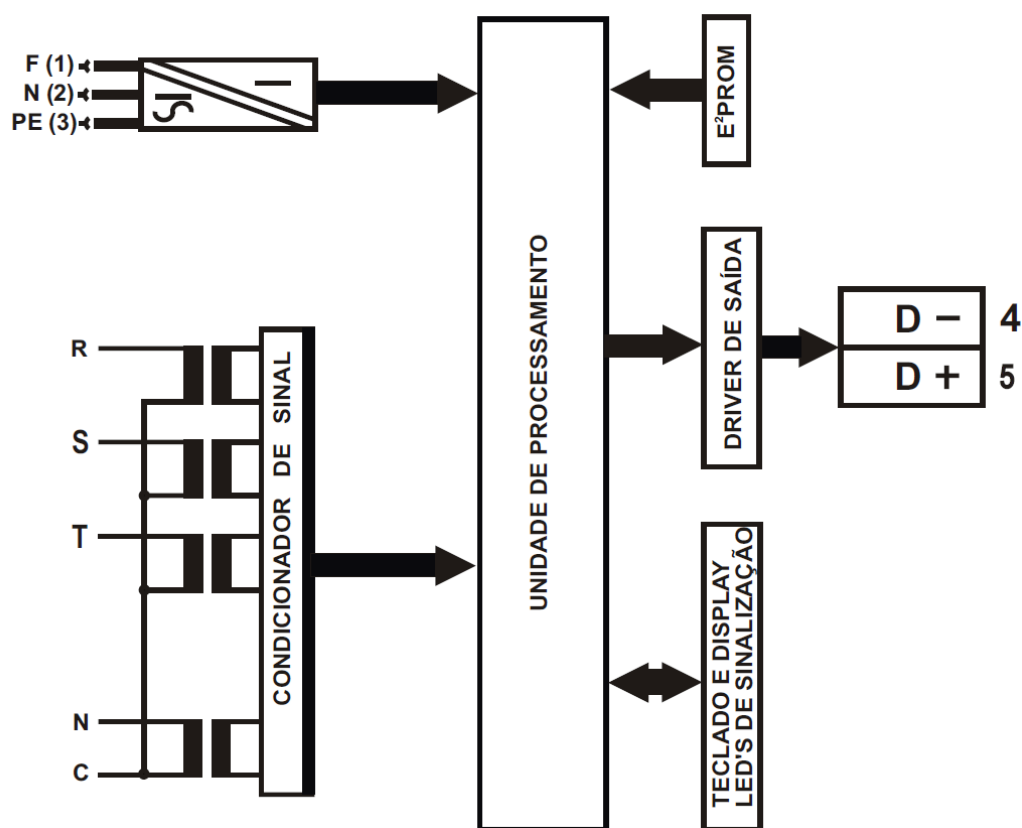 F (1)
N (2)
PE (3)
E²PROM
UNIDADE DE PROCESSAMENTO
DRIVER DE SAÍDA
D − 4
D + 5
R
S
T
N
C
CONDICIONADOR DE SINAL
TECLADO E DISPLAY
LED'S DE SINALIZAÇÃO